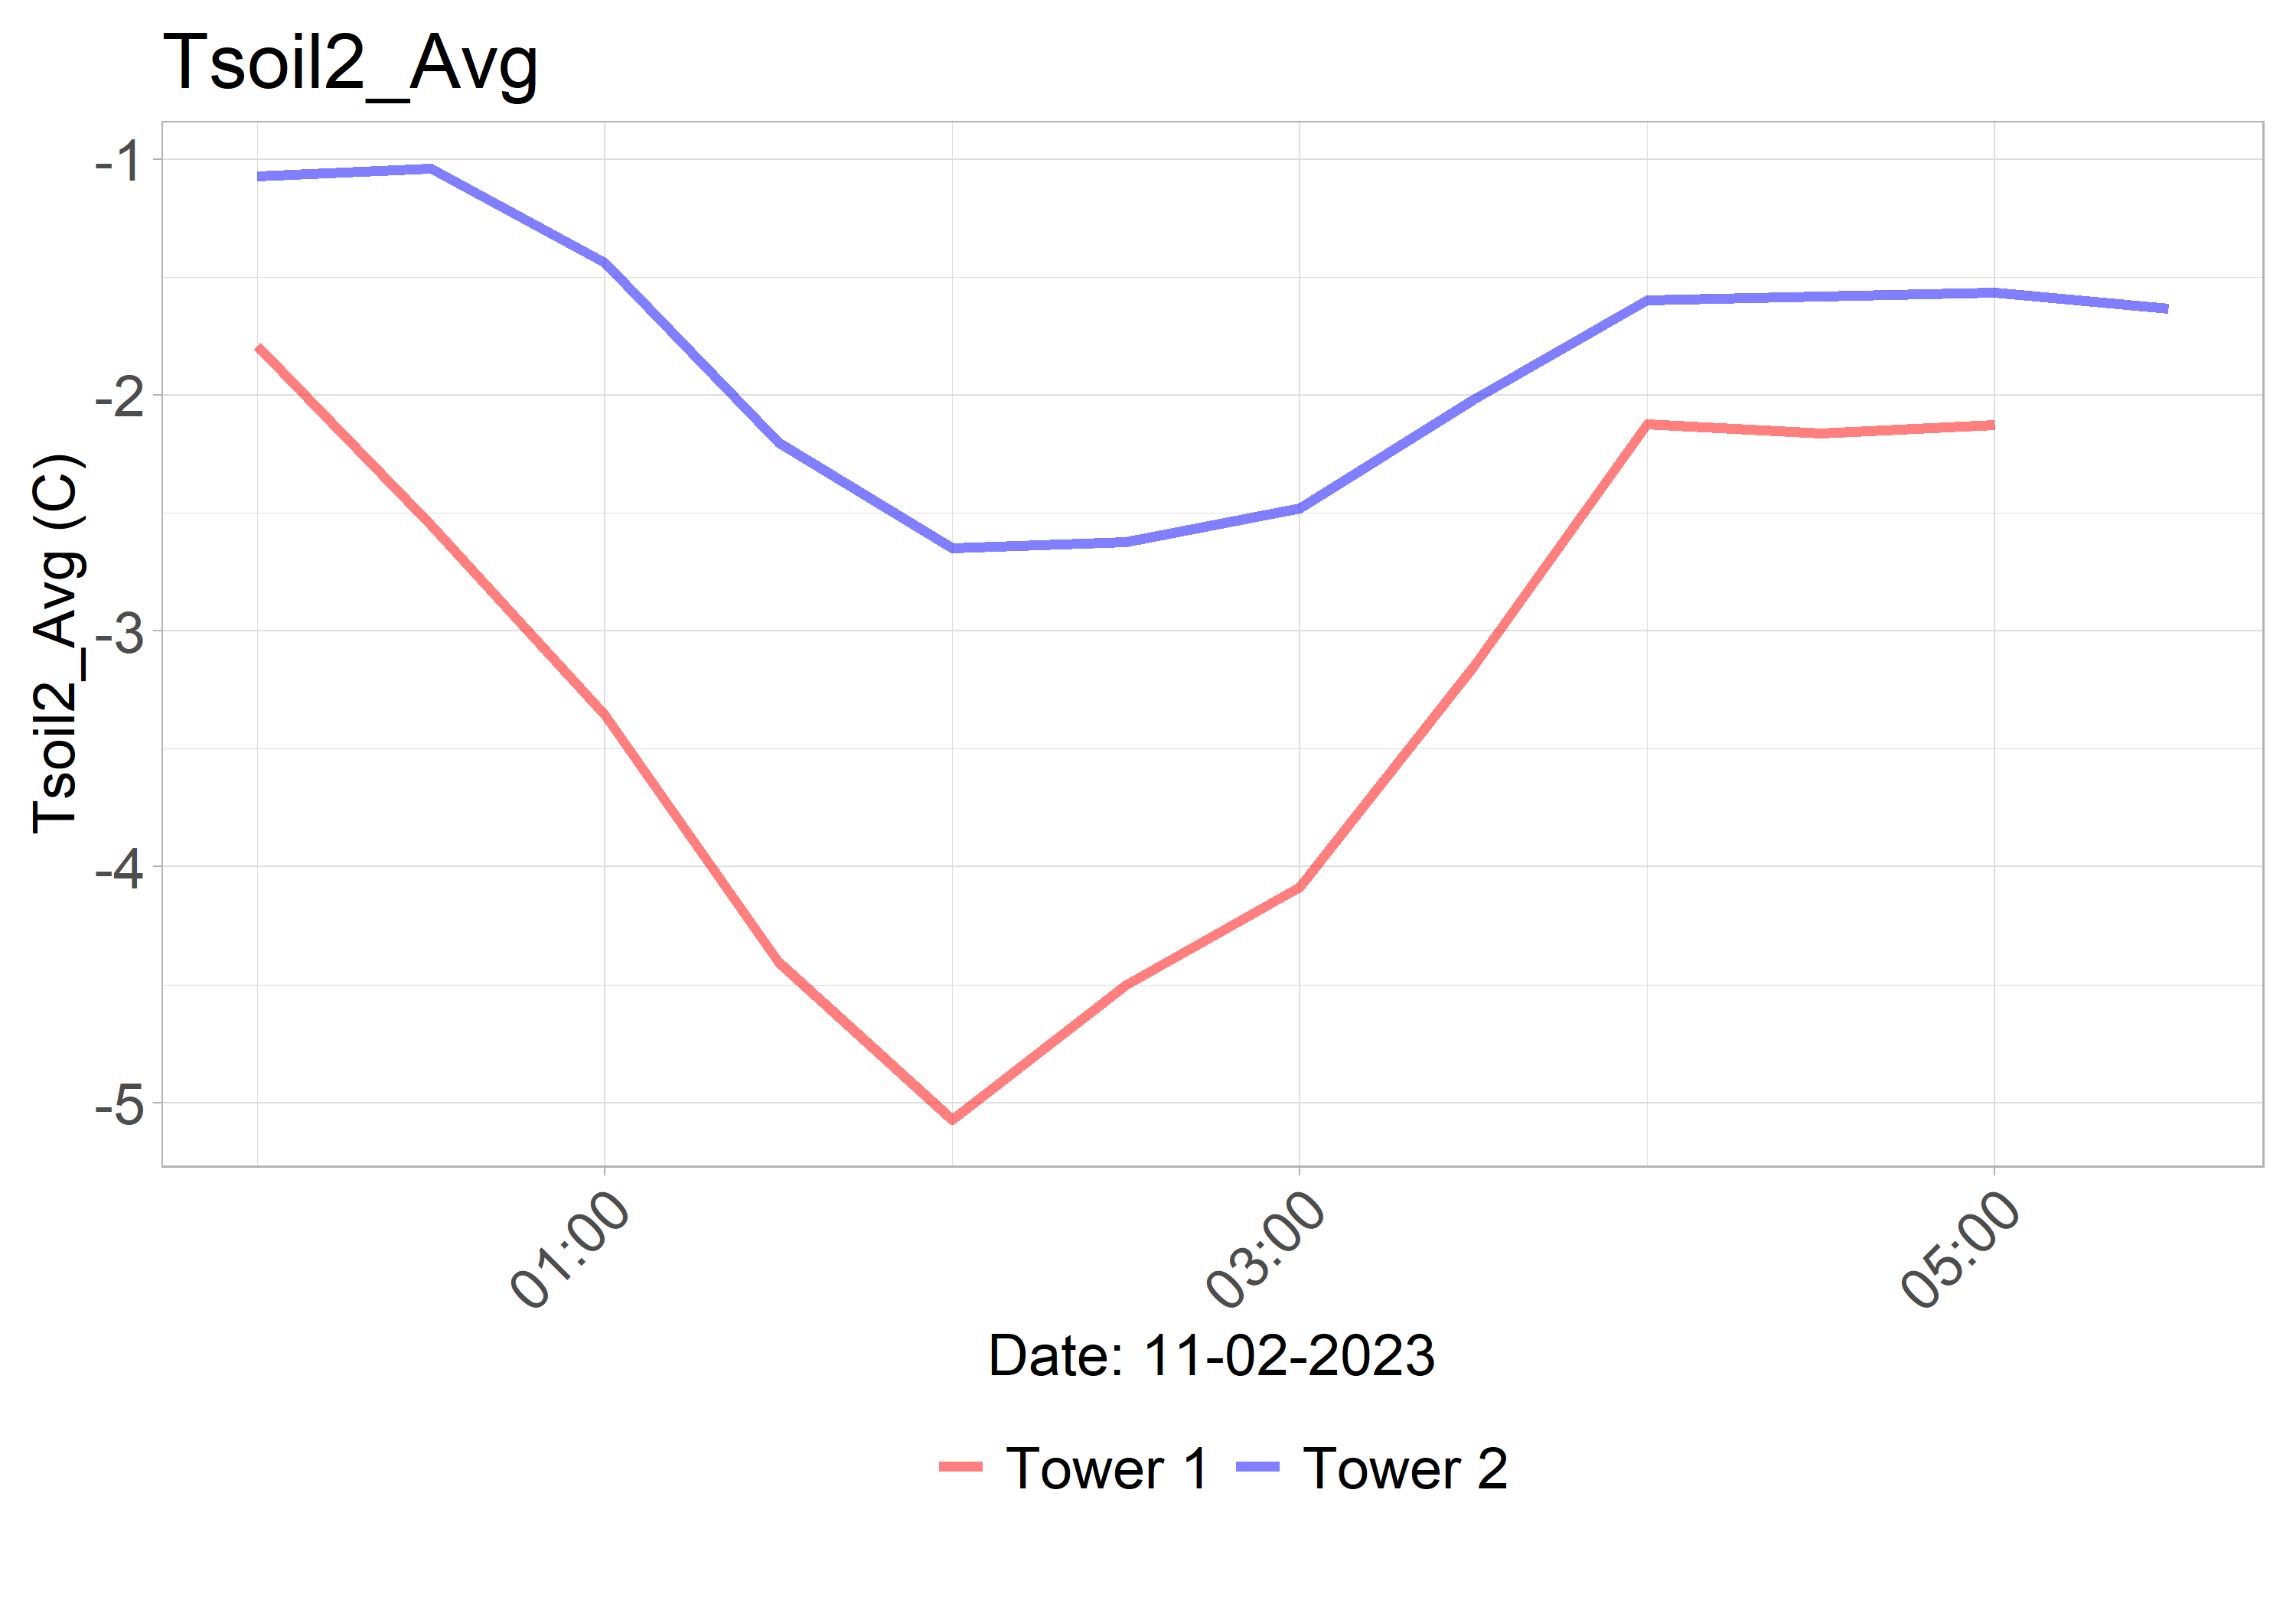 Tsoil2_Avg
Tsoil2_Avg (C)
-1
-2
-3
-4
-5
01:00
03:00
05:00
Date: 11-02-2023
Tower 1
Tower 2